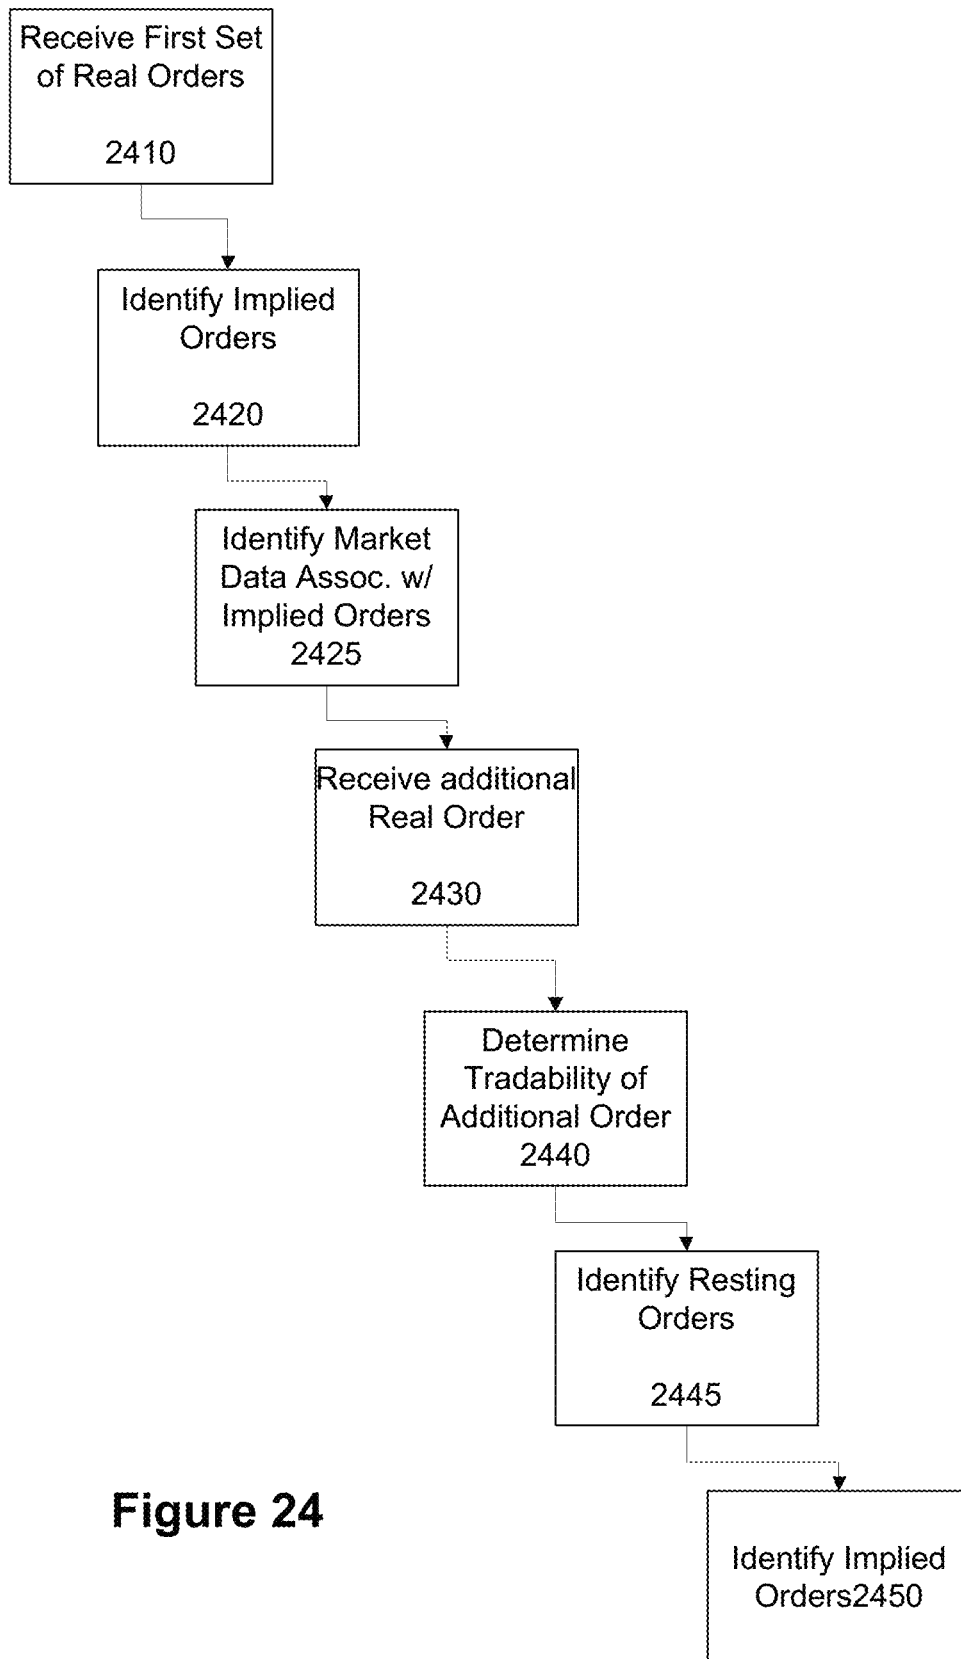 Receive First Set
of Real Orders
2410
Identify Implied
Orders
2420
Identify Market
Data Assoc. w/
Implied Orders
2425
Receive additional
Real Order
2430
Determine
Tradability of
Additional Order
2440
Identify Resting
Orders
2445
Identify Implied
Orders2450
Figure 24